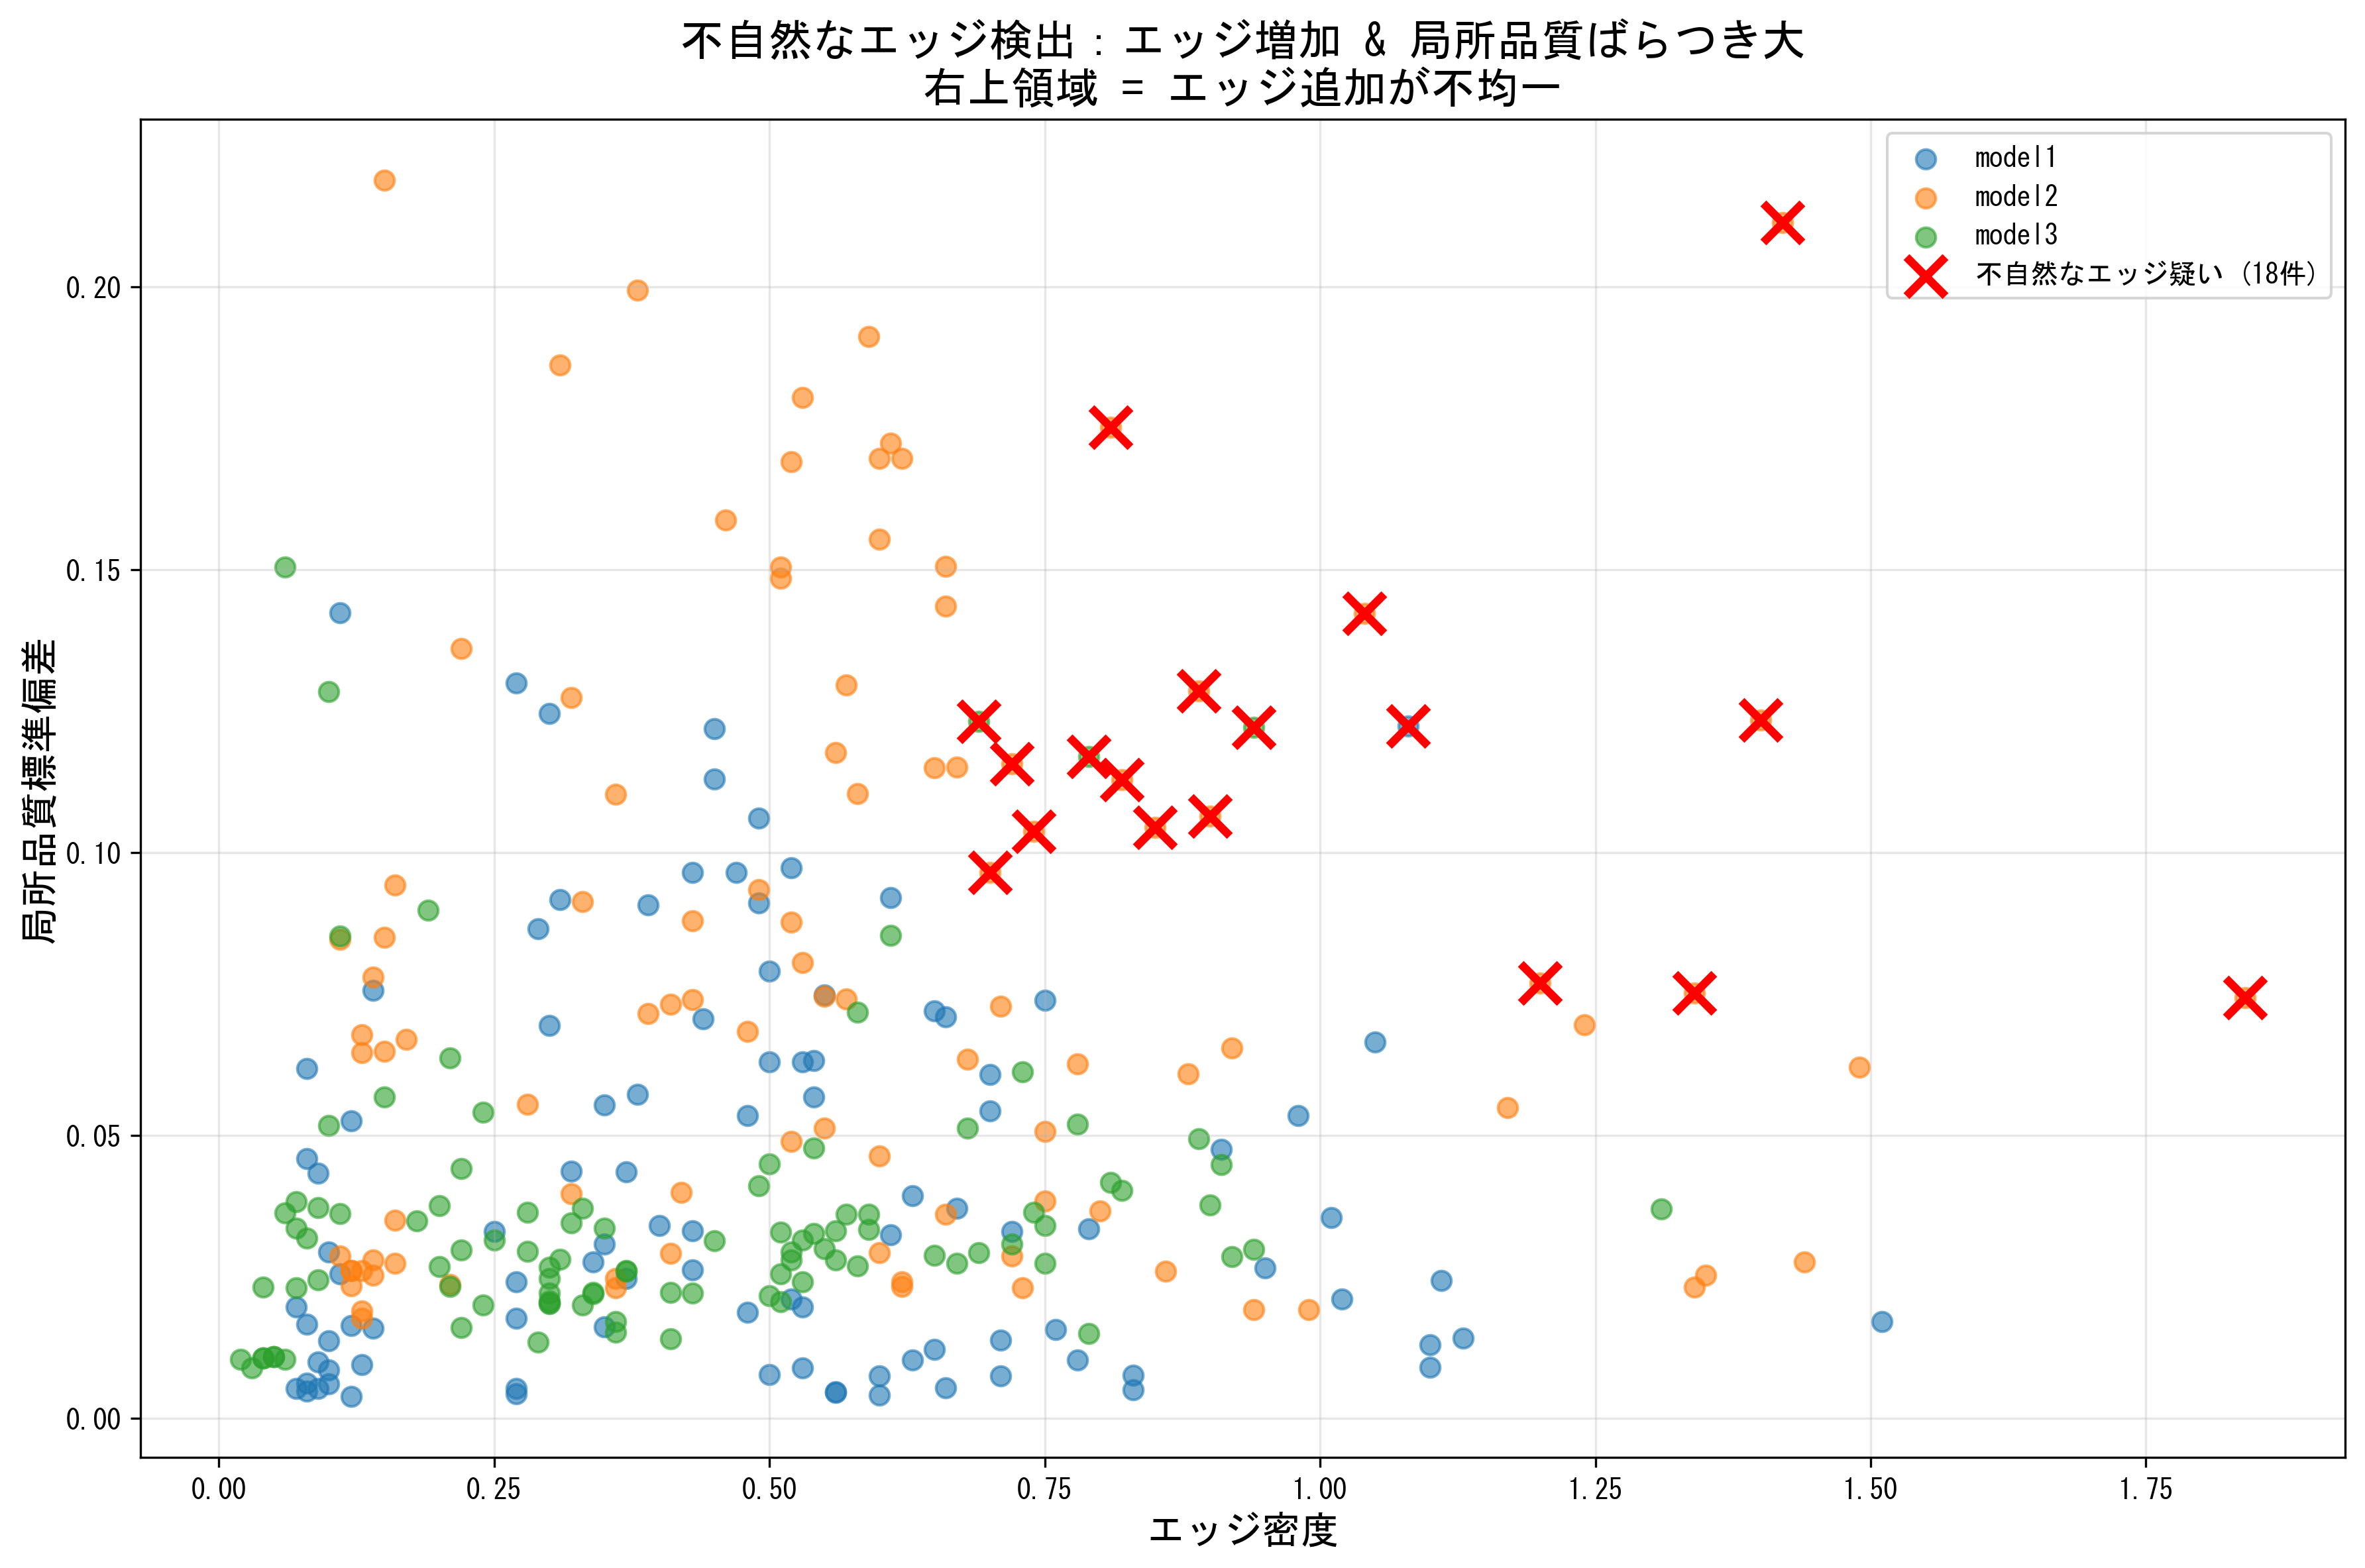 不自然なエッジ検出：エッジ増加 & 局所品質ばらつき大
右上領域 = エッジ追加が不均一
model1
model2
model3
不自然なエッジ疑い (18件)
局所品質標準偏差
0.20
0.15
0.10
0.05
0.00
0.00 0.25 0.50 0.75 1.00 1.25 1.50 1.75
エッジ密度